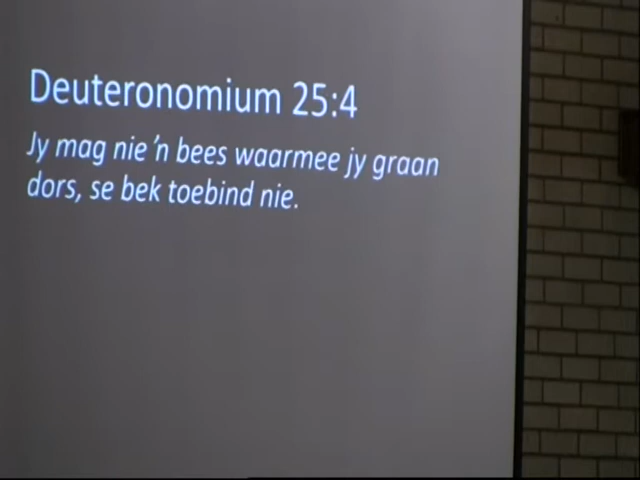 Deuteronomium 25:4
Jy mag nie 'n bees waarmee jy graan
dors, se bek toebind nie.